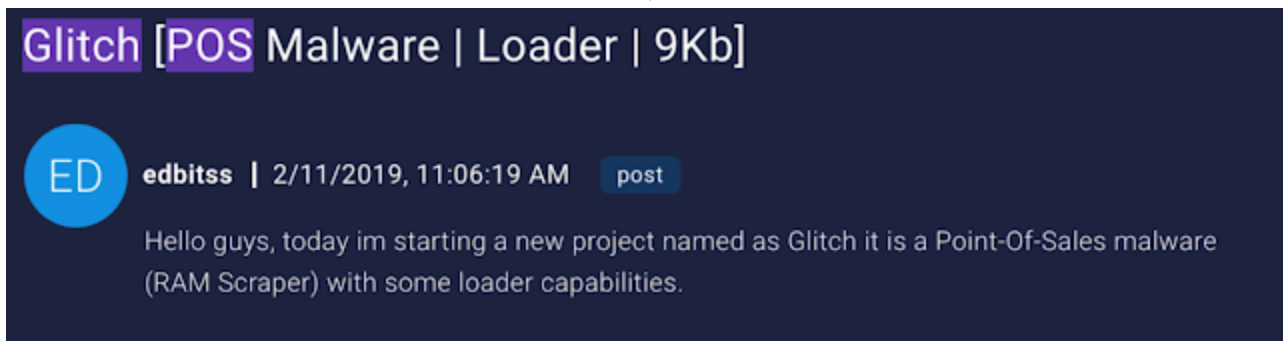 Glitch [POS Malware | Loader | 9Kb]
ED
edbitss | 2/11/2019, 11:06:19 AM post
Hello guys, today im starting a new project named as Glitch it is a Point-Of-Sales malware
(RAM Scraper) with some loader capabilities.